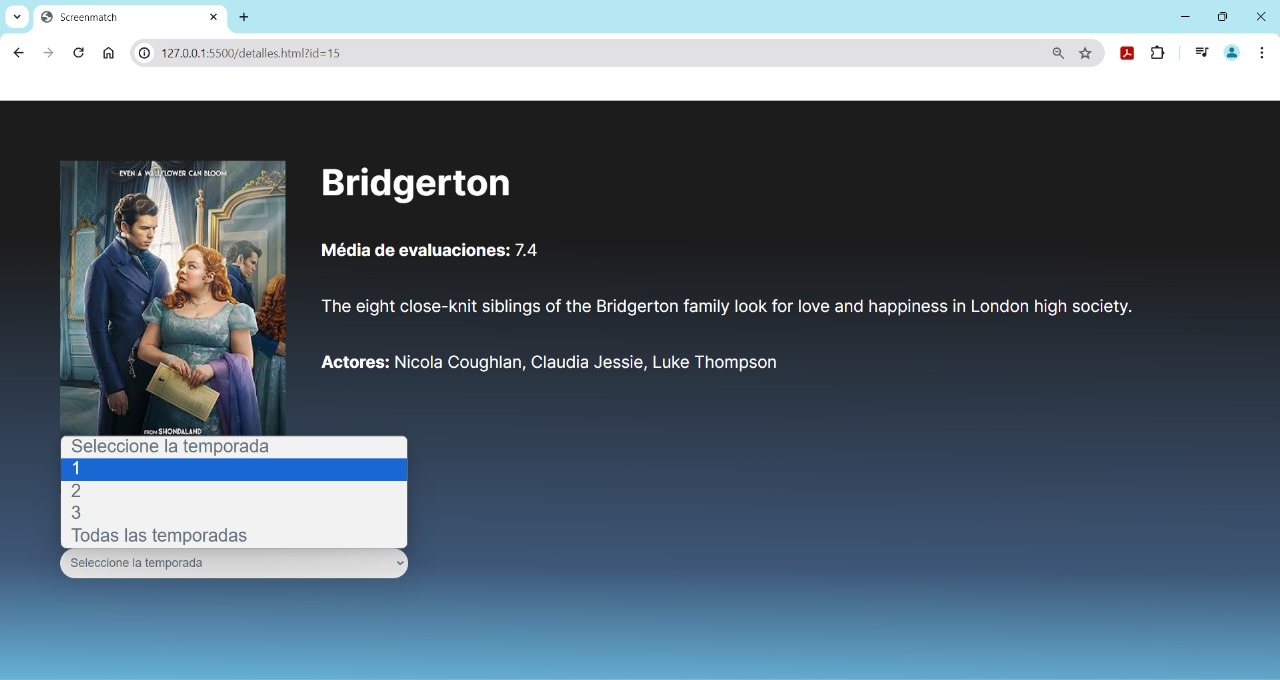 Screenmatch
127.0.0.1:5500/detalles.html?id=15
EVEN A WALLFLOWER CAN BLOOM
FROM SHONDALAND
Bridgerton
Média de evaluaciones: 7.4
The eight close-knit siblings of the Bridgerton family look for love and happiness in London high society.
Actores: Nicola Coughlan, Claudia Jessie, Luke Thompson
Seleccione la temporada
1
2
3
Todas las temporadas
Seleccione la temporada